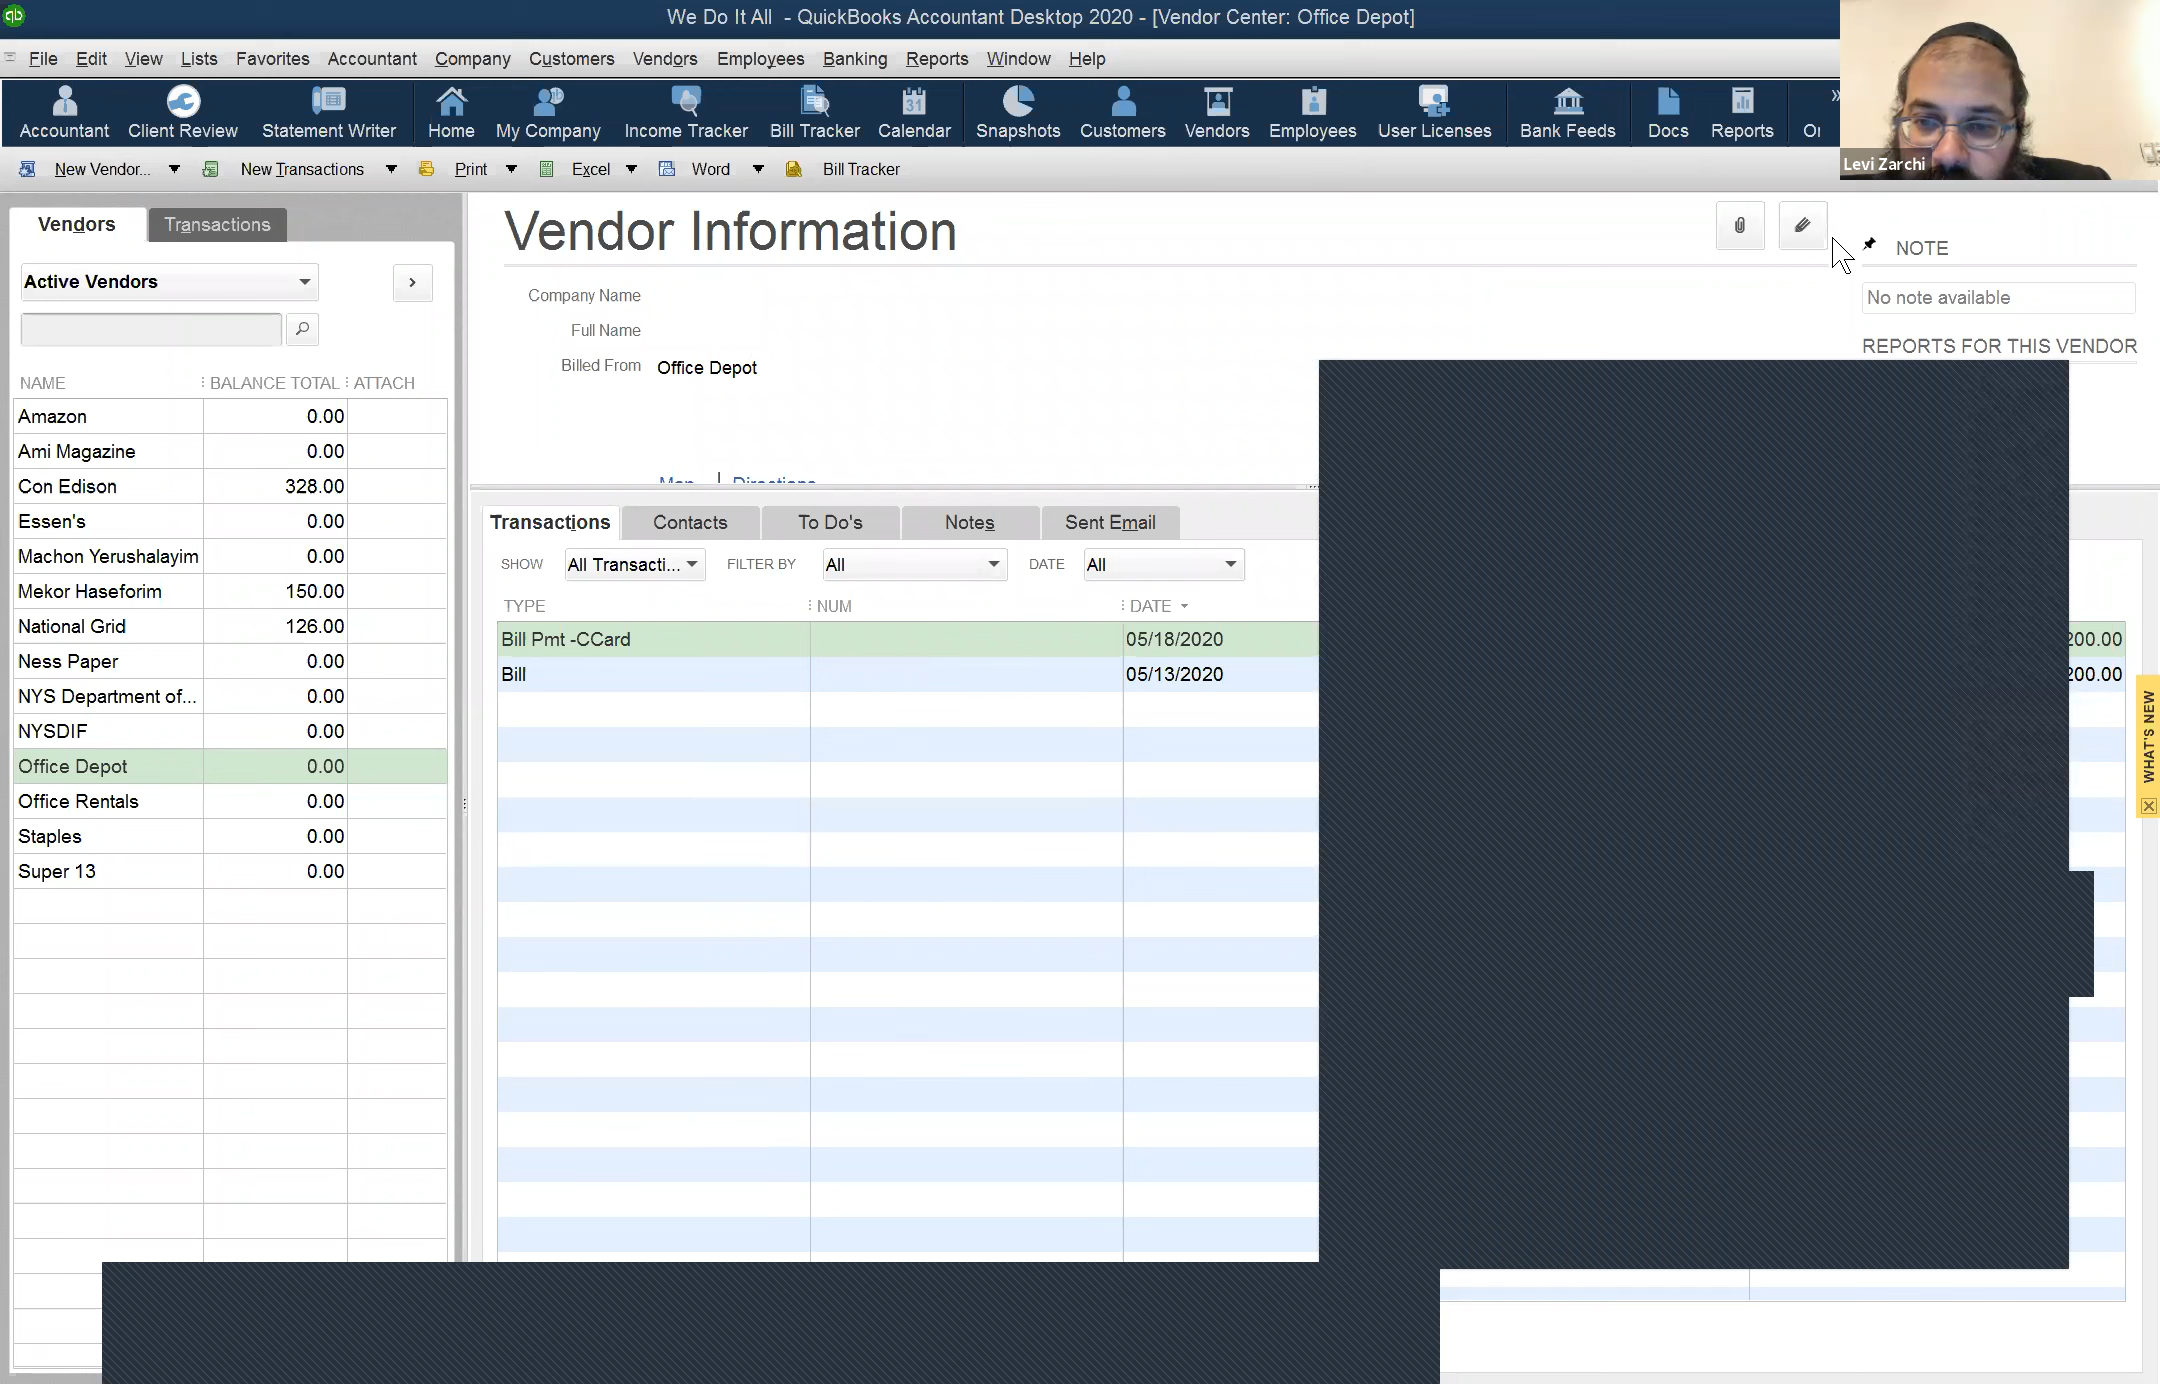 We Do It All - QuickBooks Accountant Desktop 2020 - [Vendor Center: Office Depot]
File Edit View Lists Favorites Accountant Company Customers Vendors Employees Banking Reports Window Help
Accountant Client Review Statement Writer Home My Company Income Tracker Bill Tracker Calendar Snapshots Customers Vendors Employees User Licenses Bank Feeds Docs Reports
31
Levi Zarchi
New Vendor... New Transactions Print Excel Word Bill Tracker
Vendors Transactions
Active Vendors
NAME BALANCE TOTAL ATTACH
Amazon 0.00
Ami Magazine 0.00
Con Edison 328.00
Essen's 0.00
Machon Yerushalayim 0.00
Mekor Haseforim 150.00
National Grid 126.00
Ness Paper 0.00
NYS Department of... 0.00
NYSDIF 0.00
Office Depot 0.00
Office Rentals 0.00
Staples 0.00
Super 13 0.00
Vendor Information
Company Name
Full Name
Billed From Office Depot
Map | Directions
NOTE
No note available
REPORTS FOR THIS VENDOR
Transactions Contacts To Do's Notes Sent Email
SHOW All Transacti... FILTER BY All DATE All
TYPE NUM DATE
Bill Pmt -CCard 05/18/2020 200.00
Bill 05/13/2020 200.00
WHAT'S NEW